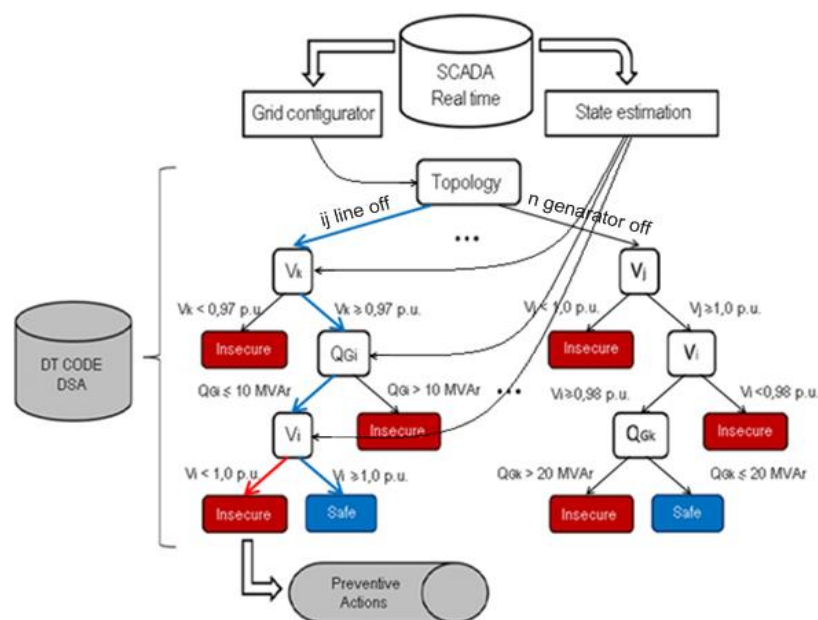 SCADA
Real time
Grid configurator
State estimation
Topology
ij line off
n genarator off
...
Vk
Vj
Vk < 0,97 p.u.
Vk ≥ 0,97 p.u.
Vj < 1,0 p.u.
Vj ≥1,0 p.u.
Insecure
QGi
Insecure
Vi
DT CODE
DSA
QGi ≤ 10 MVAr
QGi > 10 MVAr
...
Vi≥0,98 p.u.
Vi<0,98 p.u.
Vi
Insecure
QGk
Insecure
Vi < 1,0 p.u.
Vi ≥1,0 p.u.
QGk > 20 MVAr
QGk ≤ 20 MVAr
Insecure
Safe
Insecure
Safe
Preventive
Actions